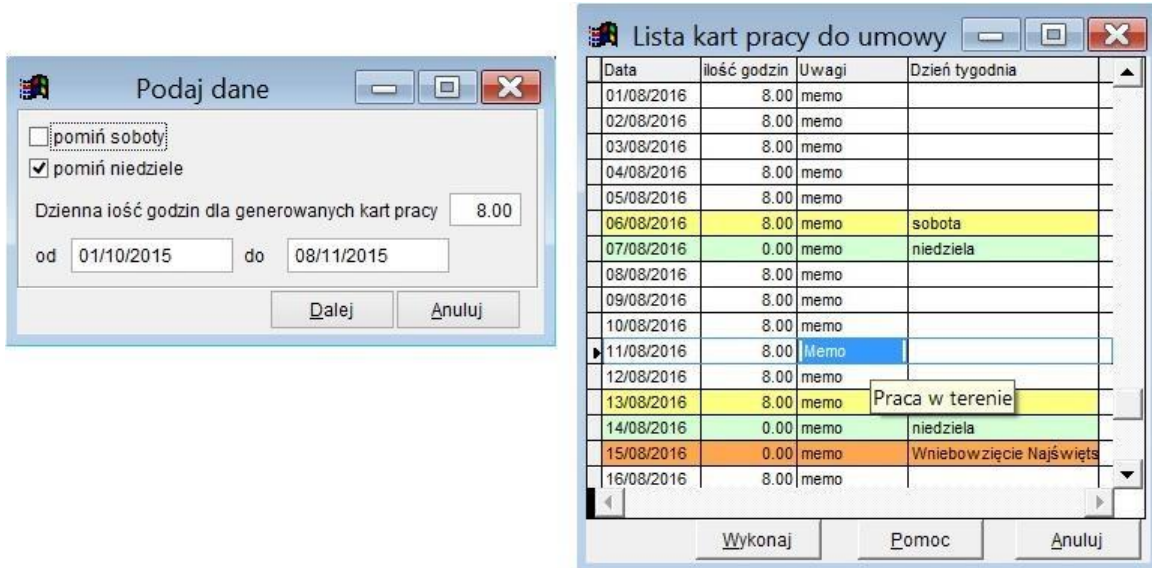 Podaj dane
pomiń soboty
pomiń niedziele
Dzienna iość godzin dla generowanych kart pracy 8.00
od 01/10/2015 do 08/11/2015
Dalej Anuluj
Lista kart pracy do umowy
Data ilość godzin Uwagi Dzień tygodnia
01/08/2016 8.00 memo
02/08/2016 8.00 memo
03/08/2016 8.00 memo
04/08/2016 8.00 memo
05/08/2016 8.00 memo
06/08/2016 8.00 memo sobota
07/08/2016 0.00 memo niedziela
08/08/2016 8.00 memo
09/08/2016 8.00 memo
10/08/2016 8.00 memo
11/08/2016 8.00 Memo
12/08/2016 8.00 memo
13/08/2016 8.00 memo Praca w terenie
14/08/2016 0.00 memo niedziela
15/08/2016 0.00 memo Wniebowzięcie Najśwights
16/08/2016 8.00 memo
Wykonaj Pomoc Anuluj